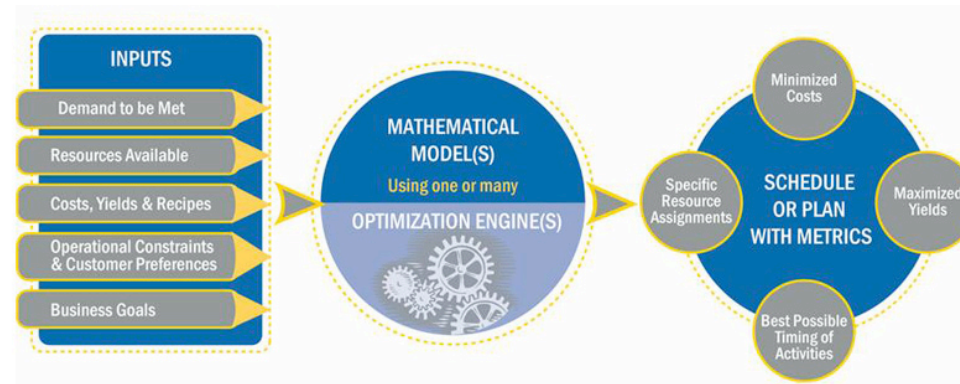 INPUTS
Demand to be Met
Resources Available
Costs, Yields & Recipes
Operational Constraints
& Customer Preferences
Business Goals
MATHEMATICAL
MODEL(S)
Using one or many
OPTIMIZATION ENGINE(S)
Minimized
Costs
Specific
Resource
Assignments
SCHEDULE
OR PLAN
WITH METRICS
Maximized
Yields
Best Possible
Timing of
Activities